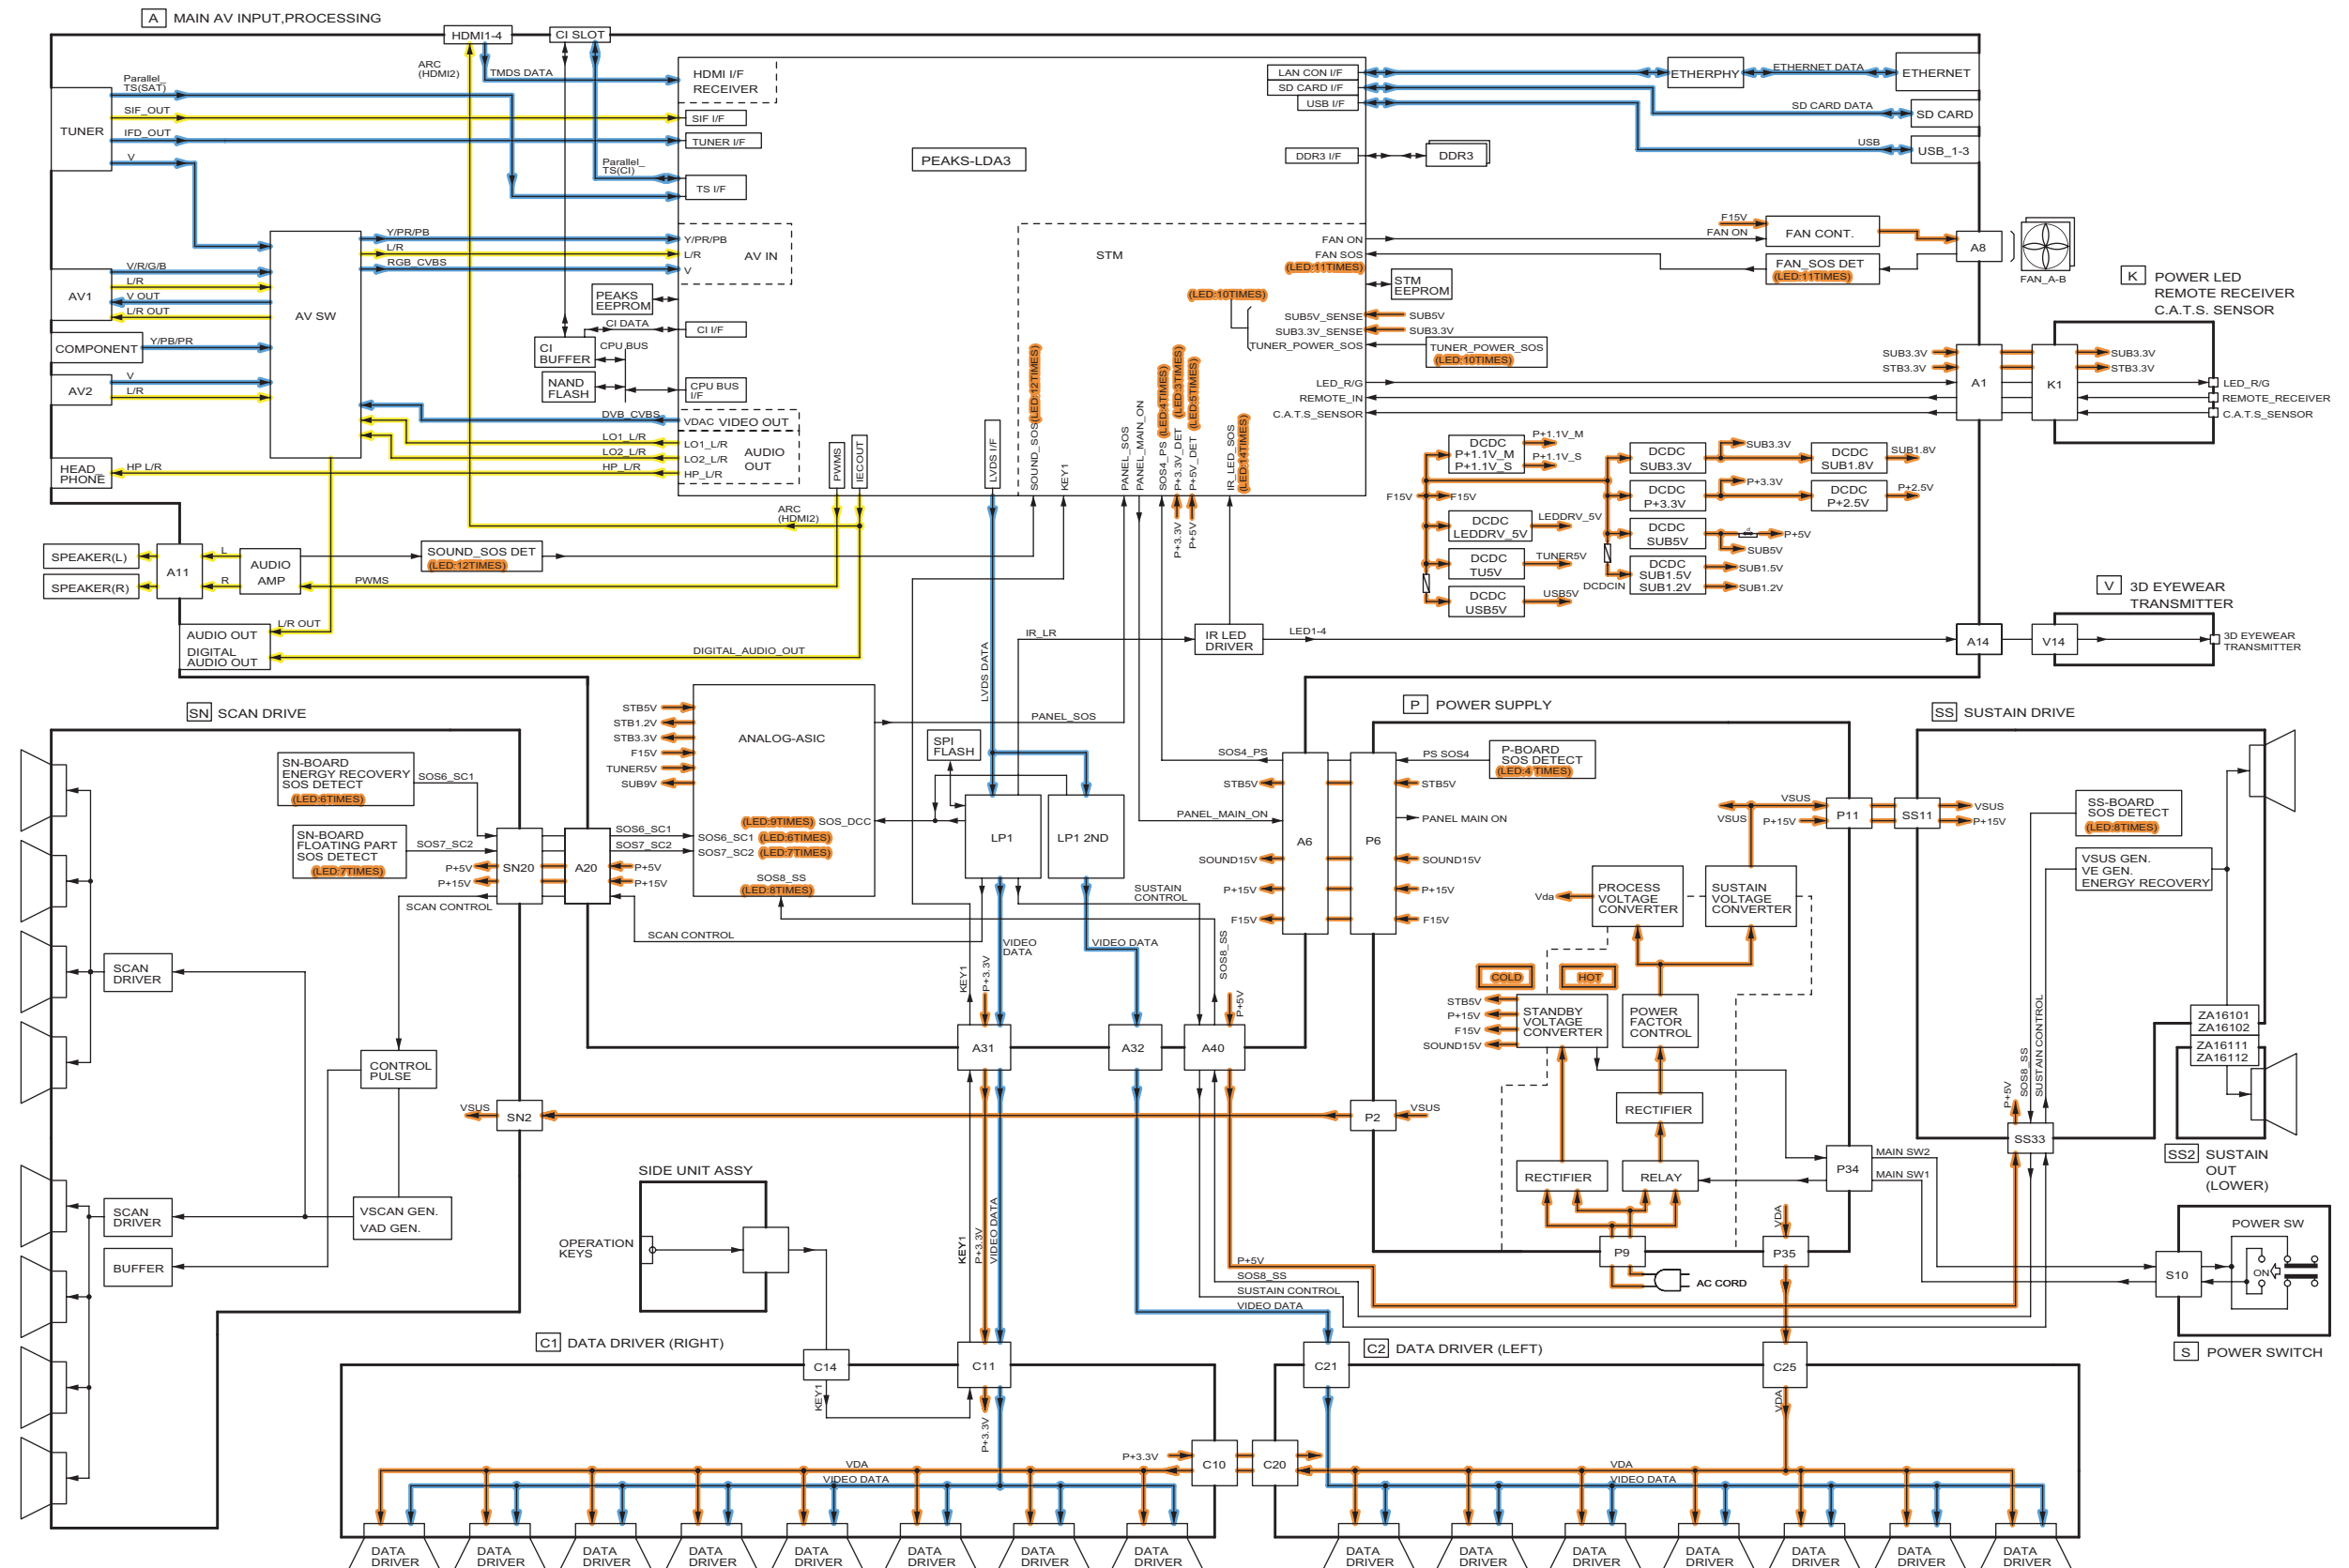 A MAIN AV INPUT,PROCESSING
HDMI1-4
CI SLOT
ARC
(HDMI2)
TMDS DATA
HDMI I/F
RECEIVER
LAN CON I/F
SD CARD I/F
USB I/F
ETHERPHY
ETHERNET DATA
ETHERNET
Parallel_
TS(SAT)
SIF_OUT
SIF I/F
SD CARD DATA
SD CARD
TUNER
IFD_OUT
TUNER I/F
USB
USB_1-3
V
Parallel_
TS(CI)
TS I/F
PEAKS-LDA3
DDR3 I/F
DDR3
Y/PR/PB
L/R
RGB_CVBS
Y/PR/PB
L/R
V
AV IN
STM
FAN ON
FAN SOS
(LED:11TIMES)
F15V
FAN ON
FAN CONT.
A8
FAN_SOS DET
(LED:11TIMES)
FAN_A-B
K POWER LED
REMOTE RECEIVER
C.A.T.S. SENSOR
AV1
V/R/G/B
L/R
V OUT
L/R OUT
AV SW
PEAKS
EEPROM
STM
EEPROM
(LED:10TIMES)
SUB5V_SENSE
SUB5V
SUB3.3V_SENSE
SUB3.3V
TUNER_POWER_SOS
TUNER_POWER_SOS
(LED:10TIMES)
COMPONENT
Y/PB/PR
CI DATA
CI I/F
CI
BUFFER
CPU BUS
NAND
FLASH
CPU BUS
I/F
AV2
V
L/R
SUB3.3V
STB3.3V
A1
K1
SUB3.3V
STB3.3V
LED_R/G
REMOTE_IN
C.A.T.S_SENSOR
LED_R/G
REMOTE_RECEIVER
C.A.T.S_SENSOR
DVB_CVBS
VDAC VIDEO OUT
LO1_L/R
LO2_L/R
HP_L/R
LO1_L/R
LO2_L/R
HP_L/R
AUDIO
OUT
HEAD_
PHONE
HP L/R
PWMS
IECOUT
LVDS I/F
SOUND_SOS(LED:12TIMES)
KEY1
PANEL_SOS
PANEL_MAIN_ON
SOS4_PS (LED:4TIMES)
P+3.3V_DET (LED:3TIMES)
P+5V_DET (LED:5TIMES)
IR_LED_SOS
(LED:14TIMES)
P+3.3V
P+5V
DCDC
P+1.1V_M
P+1.1V_S
P+1.1V_M
P+1.1V_S
F15V
F15V
DCDC
LEDDRV_5V
LEDDRV_5V
DCDC
TU5V
TUNER5V
DCDC
USB5V
USB5V
DCDC
SUB3.3V
SUB3.3V
DCDC
SUB1.8V
SUB1.8V
DCDC
P+3.3V
P+3.3V
DCDC
P+2.5V
P+2.5V
DCDC
SUB5V
P+5V
SUB5V
DCDCIN
DCDC
SUB1.5V
SUB1.2V
SUB1.5V
SUB1.2V
ARC
(HDMI2)
SPEAKER(L)
SPEAKER(R)
A11
L
R
AUDIO
AMP
SOUND_SOS DET
(LED:12TIMES)
PWMS
AUDIO OUT
DIGITAL
AUDIO OUT
L/R OUT
DIGITAL_AUDIO_OUT
LVDS DATA
IR_LR
IR LED
DRIVER
LED1-4
A14
V14
V 3D EYEWEAR
TRANSMITTER
3D EYEWEAR
TRANSMITTER
SN SCAN DRIVE
STB5V
STB1.2V
STB3.3V
F15V
TUNER5V
SUB9V
ANALOG-ASIC
PANEL_SOS
SPI
FLASH
LP1
LP1 2ND
(LED:9TIMES) SOS_DCC
SOS6_SC1 (LED:6TIMES)
SOS7_SC2 (LED:7TIMES)
SOS8_SS
(LED:8TIMES)
P POWER SUPPLY
SS SUSTAIN DRIVE
SN-BOARD
ENERGY RECOVERY
SOS DETECT
(LED:6TIMES)
SOS6_SC1
SN-BOARD
FLOATING PART
SOS DETECT
(LED:7TIMES)
SOS7_SC2
SN20
A20
SOS6_SC1
SOS7_SC2
P+5V
P+15V
P+5V
P+15V
SCAN CONTROL
SCAN CONTROL
SOS4_PS
STB5V
PANEL_MAIN_ON
SOUND15V
P+15V
F15V
A6
P6
PS SOS4
STB5V
PANEL MAIN ON
SOUND15V
P+15V
F15V
P-BOARD
SOS DETECT
(LED:4 TIMES)
VSUS
VSUS
P+15V
P11
SS11
VSUS
P+15V
SS-BOARD
SOS DETECT
(LED:8TIMES)
VSUS GEN.
VE GEN.
ENERGY RECOVERY
Vda
PROCESS
VOLTAGE
CONVERTER
SUSTAIN
VOLTAGE
CONVERTER
COLD
HOT
STB5V
P+15V
F15V
SOUND15V
STANDBY
VOLTAGE
CONVERTER
POWER
FACTOR
CONTROL
RECTIFIER
RECTIFIER
RELAY
SCAN
DRIVER
VIDEO
DATA
SUSTAIN
CONTROL
VIDEO DATA
KEY1
P+3.3V
SOS8_SS
P+5V
A31
A32
A40
CONTROL
PULSE
VSUS
SN2
P2
VSUS
SCAN
DRIVER
VSCAN GEN.
VAD GEN.
BUFFER
SIDE UNIT ASSY
OPERATION
KEYS
KEY1
P+3.3V
VIDEO DATA
P+5V
SOS8_SS
SUSTAIN CONTROL
VIDEO DATA
P9
P35
VDA
AC CORD
P34
MAIN SW2
MAIN SW1
P+5V
SOS8_SS
SUSTAIN CONTROL
SS33
ZA16101
ZA16102
ZA16111
ZA16112
SS2 SUSTAIN
OUT
(LOWER)
POWER SW
S10
ON
S POWER SWITCH
C1 DATA DRIVER (RIGHT)
C14
C11
KEY1
P+3.3V
C2 DATA DRIVER (LEFT)
C21
C25
VDA
P+3.3V
C10
C20
VDA
VIDEO DATA
VDA
VIDEO DATA
DATA
DRIVER
DATA
DRIVER
DATA
DRIVER
DATA
DRIVER
DATA
DRIVER
DATA
DRIVER
DATA
DRIVER
DATA
DRIVER
DATA
DRIVER
DATA
DRIVER
DATA
DRIVER
DATA
DRIVER
DATA
DRIVER
DATA
DRIVER
DATA
DRIVER